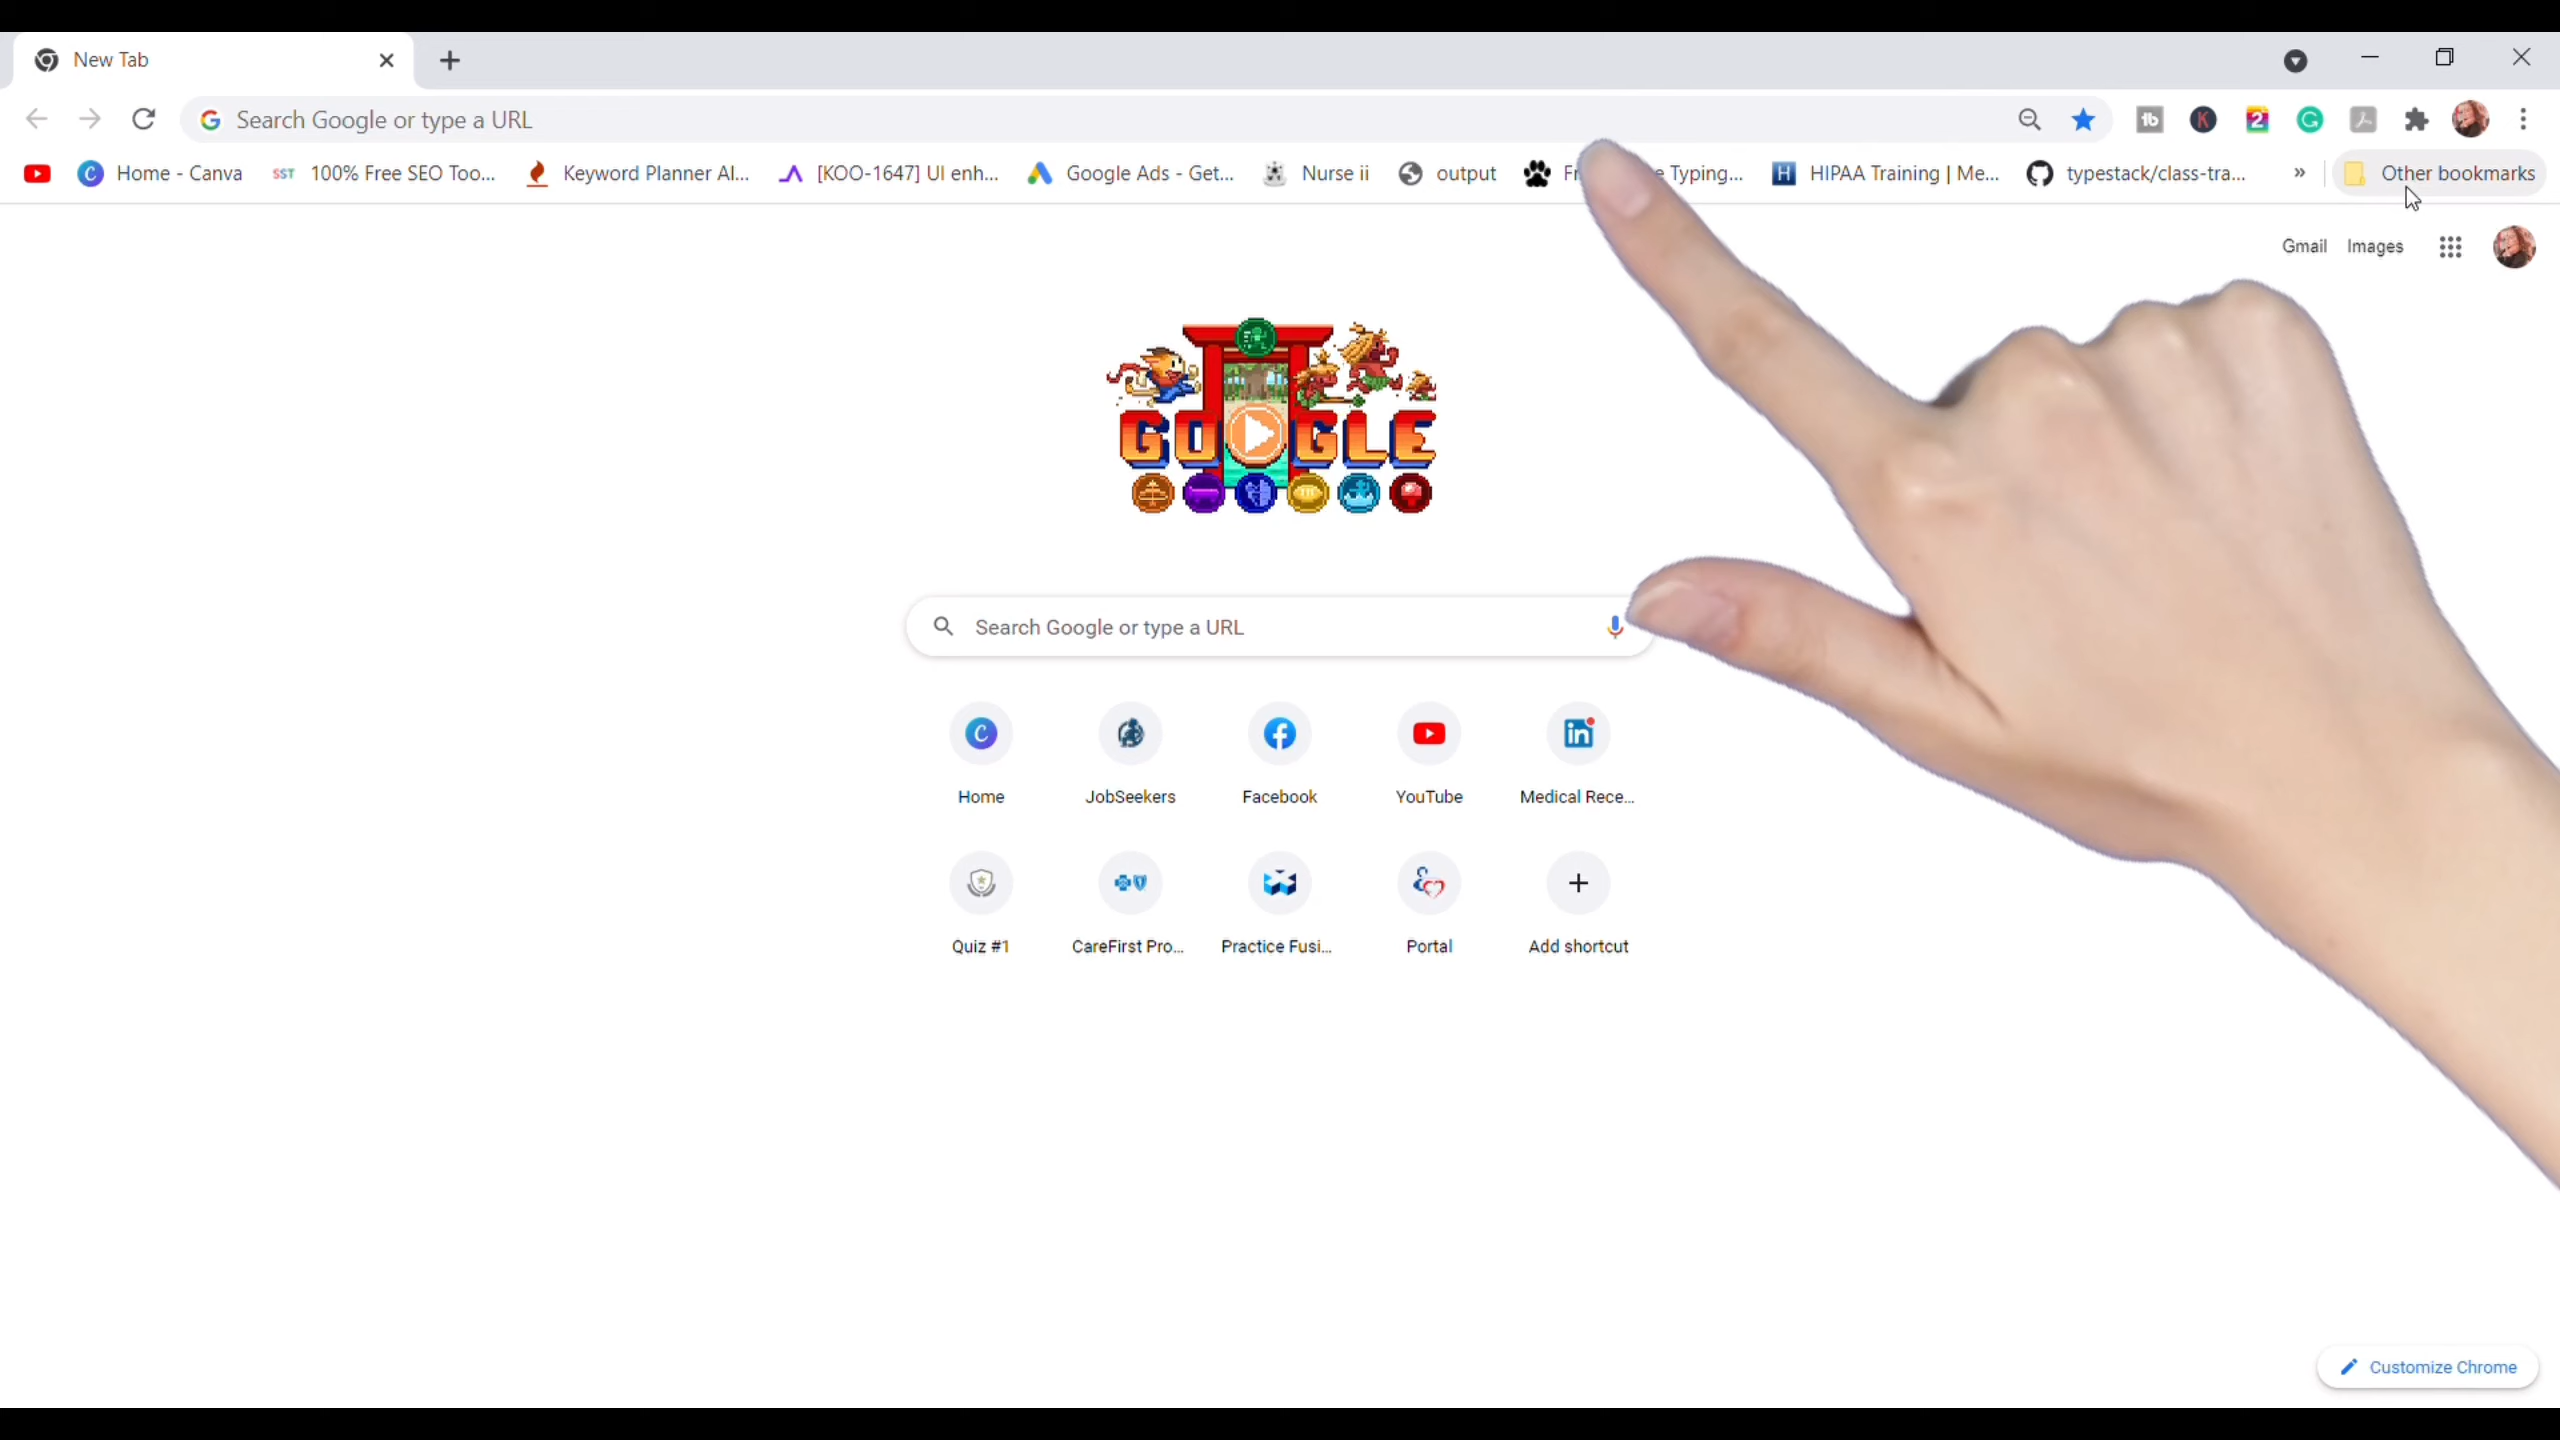 New Tab
Search Google or type a URL
Home - Canva SST 100% Free SEO Too... Keyword Planner Al... [KOO-1647] UI enh... Google Ads - Get... Nurse ii output Typing... HIPAA Training | Me... typestack/class-tra... » Other bookmarks
Gmail Images
GOOGLE
Search Google or type a URL
Home JobSeekers Facebook YouTube Medical Rece...
Quiz #1 CareFirst Pro... Practice Fusi... Portal Add shortcut
Customize Chrome